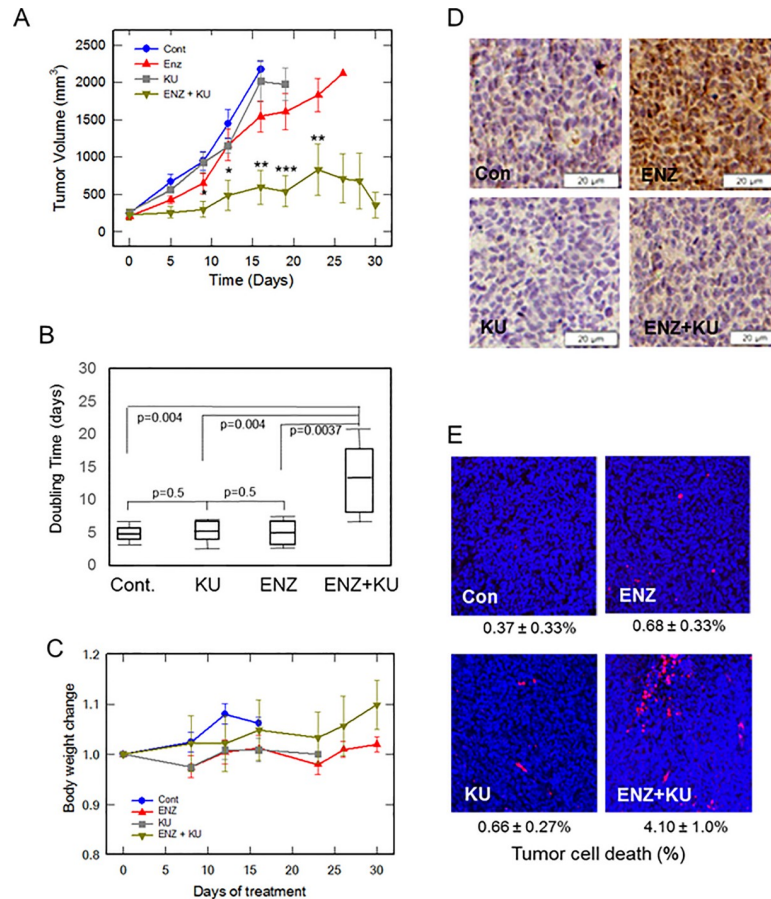 A
Cont
Enz
KU
ENZ + KU
2500
2000
1500
1000
500
0
Tumor Volume (mm3)
* * ** *** **
0 5 10 15 20 25 30
Time (Days)
B
30
25
20
15
10
5
0
Doubling Time (days)
p=0.004
p=0.004
p=0.0037
p=0.5
p=0.5
Cont. KU ENZ ENZ+KU
C
1.2
1.1
1.0
0.9
0.8
Body weight change
Cont
ENZ
KU
ENZ + KU
0 5 10 15 20 25 30
Days of treatment
D
Con
20 μm
ENZ
20 μm
KU
20 μm
ENZ+KU
20 μm
E
Con
ENZ
0.37 ± 0.33%
0.68 ± 0.33%
KU
ENZ+KU
0.66 ± 0.27%
4.10 ± 1.0%
Tumor cell death (%)